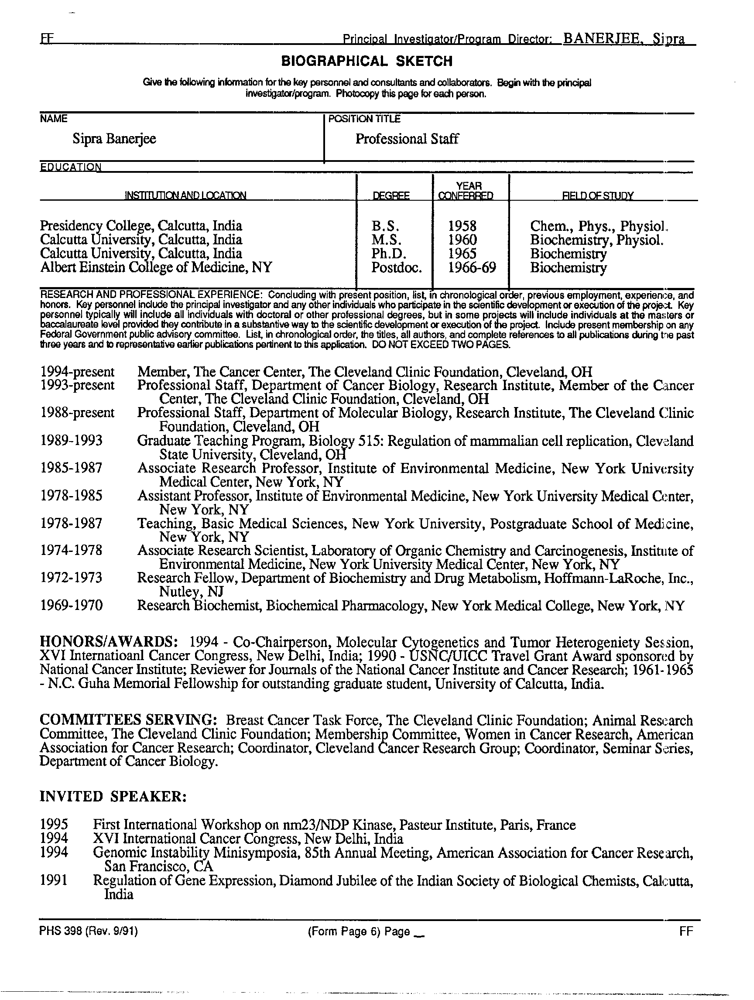 FF Principal Investigator/Program Director: BANERJEE, Sipra
BIOGRAPHICAL SKETCH
Give the following information for the key personnel and consultants and collaborators. Begin with the principal
investigator/program. Photocopy this page for each person.
NAME POSITION TITLE
Sipra Banerjee Professional Staff
EDUCATION
INSTITUTION AND LOCATION DEGREE YEAR CONFERRED FIELD OF STUDY
Presidency College, Calcutta, India B.S. 1958 Chem., Phys., Physiol.
Calcutta University, Calcutta, India M.S. 1960 Biochemistry, Physiol.
Calcutta University, Calcutta, India Ph.D. 1965 Biochemistry
Albert Einstein College of Medicine, NY Postdoc. 1966-69 Biochemistry
RESEARCH AND PROFESSIONAL EXPERIENCE: Concluding with present position, list, in chronological order, previous employment, experience, and
honors. Key personnel include the principal investigator and any other individuals who participate in the scientific development or execution of the project. Key
personnel typically will include all individuals with doctoral or other professional degrees, but in some projects will include individuals at the masters or
baccalaureate level provided they contribute in a substantive way to the scientific development or execution of the project. Include present membership on any
Federal Government public advisory committee. List, in chronological order, the titles, all authors, and complete references to all publications during the past
three years and to representative earlier publications pertinent to this application. DO NOT EXCEED TWO PAGES.
1994-present Member, The Cancer Center, The Cleveland Clinic Foundation, Cleveland, OH
1993-present Professional Staff, Department of Cancer Biology, Research Institute, Member of the Cancer
Center, The Cleveland Clinic Foundation, Cleveland, OH
1988-present Professional Staff, Department of Molecular Biology, Research Institute, The Cleveland Clinic
Foundation, Cleveland, OH
1989-1993 Graduate Teaching Program, Biology 515: Regulation of mammalian cell replication, Cleveland
State University, Cleveland, OH
1985-1987 Associate Research Professor, Institute of Environmental Medicine, New York University
Medical Center, New York, NY
1978-1985 Assistant Professor, Institute of Environmental Medicine, New York University Medical Center,
New York, NY
1978-1987 Teaching, Basic Medical Sciences, New York University, Postgraduate School of Medicine,
New York, NY
1974-1978 Associate Research Scientist, Laboratory of Organic Chemistry and Carcinogenesis, Institute of
Environmental Medicine, New York University Medical Center, New York, NY
1972-1973 Research Fellow, Department of Biochemistry and Drug Metabolism, Hoffmann-LaRoche, Inc.,
Nutley, NJ
1969-1970 Research Biochemist, Biochemical Pharmacology, New York Medical College, New York, NY
HONORS/AWARDS: 1994 - Co-Chairperson, Molecular Cytogenetics and Tumor Heterogeniety Session,
XVI Internatioanl Cancer Congress, New Delhi, India; 1990 - USNC/UICC Travel Grant Award sponsored by
National Cancer Institute; Reviewer for Journals of the National Cancer Institute and Cancer Research; 1961-1965
- N.C. Guha Memorial Fellowship for outstanding graduate student, University of Calcutta, India.
COMMITTEES SERVING: Breast Cancer Task Force, The Cleveland Clinic Foundation; Animal Research
Committee, The Cleveland Clinic Foundation; Membership Committee, Women in Cancer Research, American
Association for Cancer Research; Coordinator, Cleveland Cancer Research Group; Coordinator, Seminar Series,
Department of Cancer Biology.
INVITED SPEAKER:
1995 First International Workshop on nm23/NDP Kinase, Pasteur Institute, Paris, France
1994 XVI International Cancer Congress, New Delhi, India
1994 Genomic Instability Minisymposia, 85th Annual Meeting, American Association for Cancer Research,
San Francisco, CA
1991 Regulation of Gene Expression, Diamond Jubilee of the Indian Society of Biological Chemists, Calcutta,
India
PHS 398 (Rev. 9/91) (Form Page 6) Page __ FF